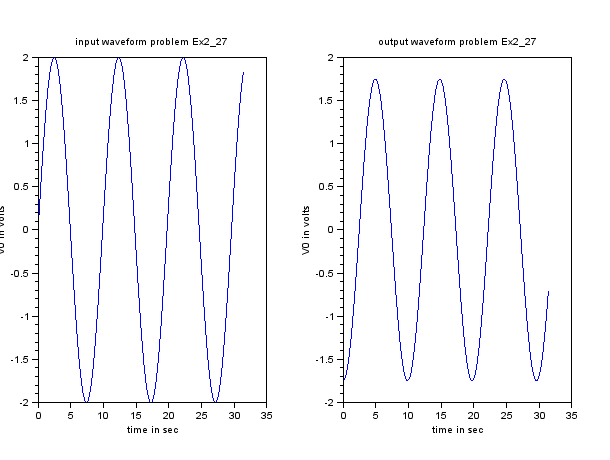 input waveform problem Ex2_27
2
1.5
1
0.5
0
-0.5
-1
-1.5
-2
0 5 10 15 20 25 30 35
time in sec
in volts
output waveform problem Ex2_27
2
1.5
1
0.5
0
-0.5
-1
-1.5
-2
V0 in volts
0 5 10 15 20 25 30 35
time in sec